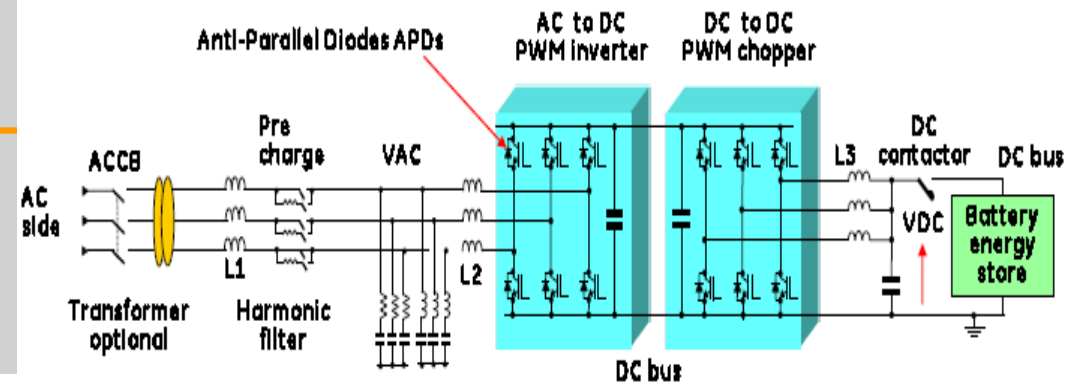 AC to DC
PWM inverter
DC to DC
PWM chopper
Anti-Parallel Diodes APDs
Pre
charge
VAC
ACCB
AC
side
L1
L2
L3
DC
contactor
DC bus
VDC
Battery
energy
store
Transformer
optional
Harmonic
filter
DC bus